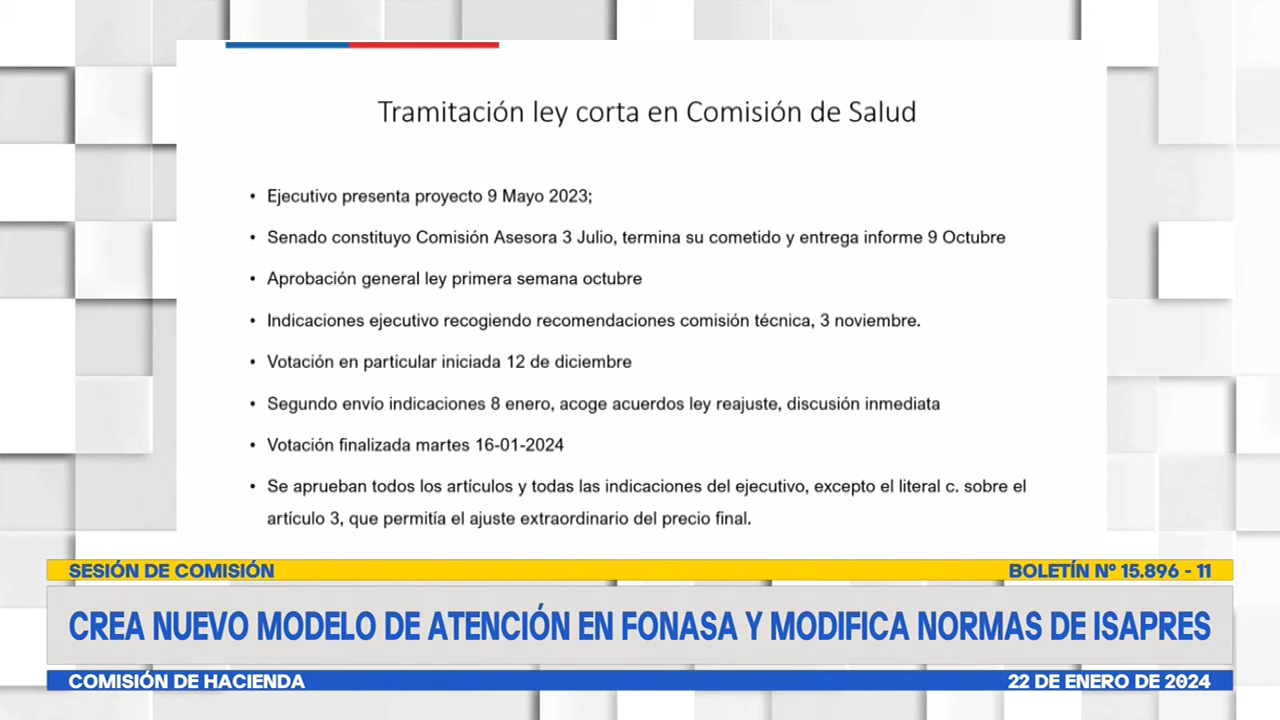 Tramitación ley corta en Comisión de Salud
• Ejecutivo presenta proyecto 9 Mayo 2023;
• Senado constituyo Comisión Asesora 3 Julio, termina su cometido y entrega informe 9 Octubre
• Aprobación general ley primera semana octubre
• Indicaciones ejecutivo recogiendo recomendaciones comisión técnica, 3 noviembre.
• Votación en particular iniciada 12 de diciembre
• Segundo envío indicaciones 8 enero, acoge acuerdos ley reajuste, discusión inmediata
• Votación finalizada martes 16-01-2024
• Se aprueban todos los artículos y todas las indicaciones del ejecutivo, excepto el literal c. sobre el
artículo 3, que permitía el ajuste extraordinario del precio final.
SESIÓN DE COMISIÓN
BOLETÍN N° 15.896 - 11
CREA NUEVO MODELO DE ATENCIÓN EN FONASA Y MODIFICA NORMAS DE ISAPRES
COMISIÓN DE HACIENDA
22 DE ENERO DE 2024